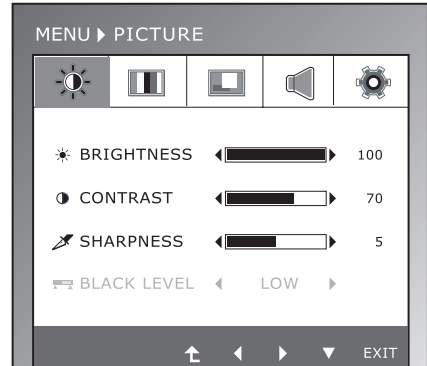 MENU PICTURE
BRIGHTNESS 100
CONTRAST 70
SHARPNESS 5
BLACK LEVEL LOW
EXIT